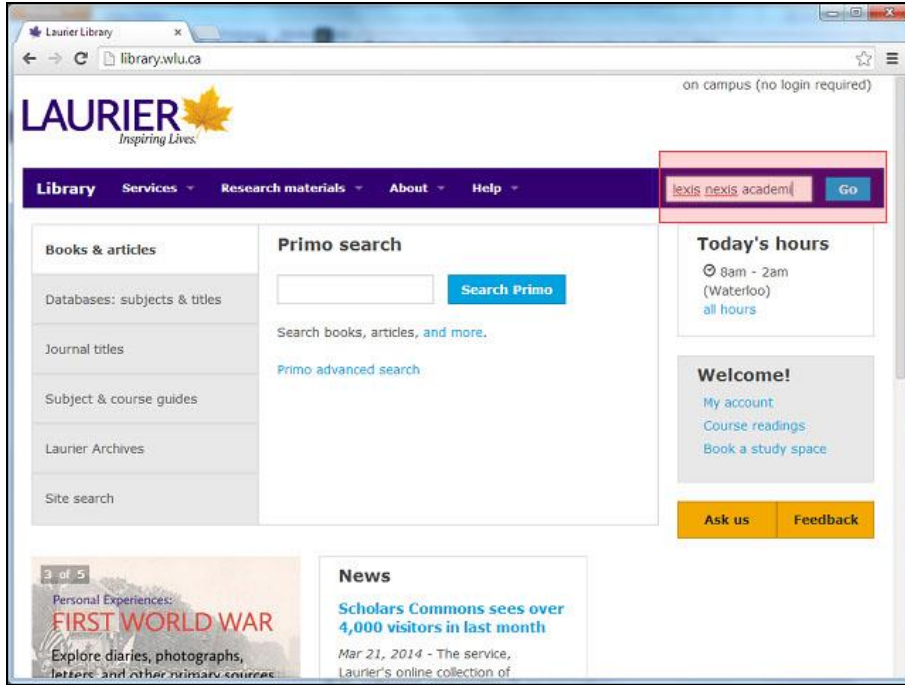 Laurier Library
library.wlu.ca
on campus (no login required)
LAURIER
Inspiring Lives.
Library Services Research materials About Help lexis nexis academi Go
Books & articles
Databases: subjects & titles
Journal titles
Subject & course guides
Laurier Archives
Site search
Primo search
Search Primo
Search books, articles, and more.
Primo advanced search
Today's hours
8am - 2am
(Waterloo)
all hours
Welcome!
My account
Course readings
Book a study space
Ask us Feedback
3 of 5
Personal Experiences:
FIRST WORLD WAR
Explore diaries, photographs,
letters, and other primary sources
News
Scholars Commons sees over
4,000 visitors in last month
Mar 21, 2014 - The service,
Laurier's online collection of